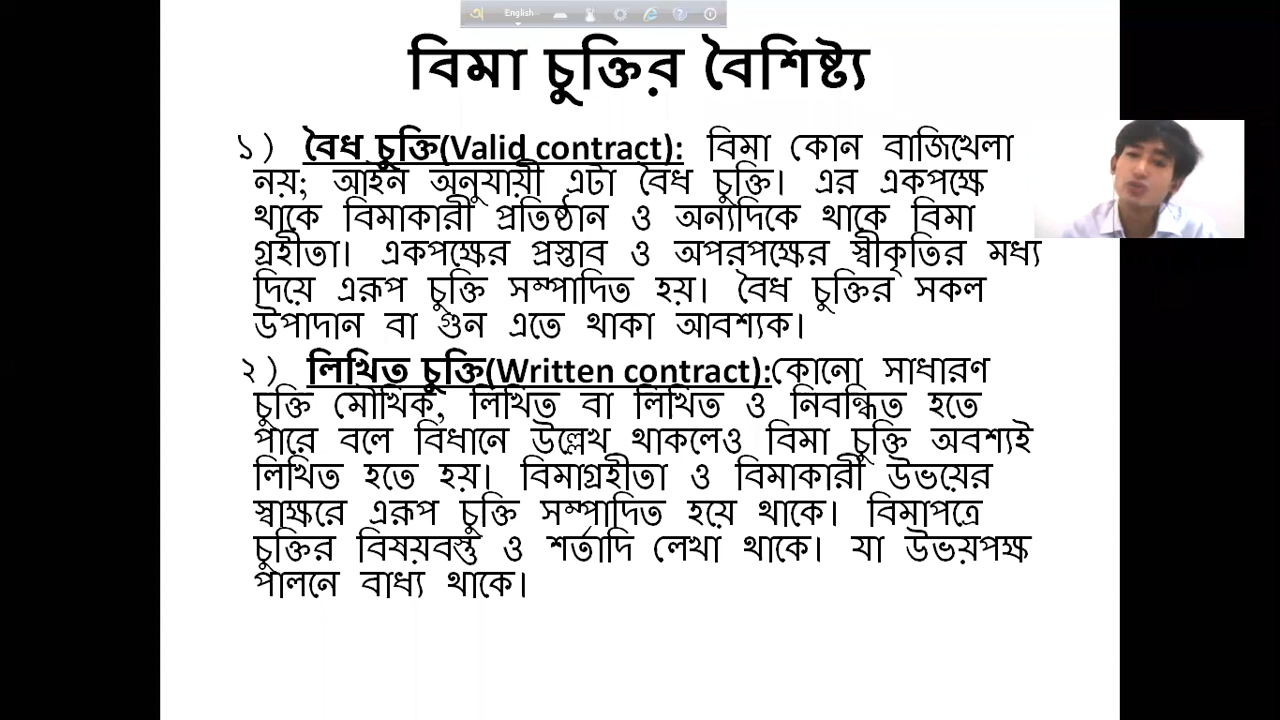 English
বিমা চুক্তির বৈশিষ্ট্য
১) বৈধ চুক্তি(Valid contract): বিমা কোন বাজিখেলা
নয়; আইন অনুযায়ী এটা বৈধ চুক্তি। এর একপক্ষে
থাকে বিমাকারী প্রতিষ্ঠান ও অন্যদিকে থাকে বিমা
গ্রহীতা। একপক্ষের প্রস্তাব ও অপরপক্ষের স্বীকৃতির মধ্য
দিয়ে এরূপ চুক্তি সম্পাদিত হয়। বৈধ চুক্তির সকল
উপাদান বা গুন এতে থাকা আবশ্যক।
২) লিখিত চুক্তি(Written contract):কোনো সাধারণ
চুক্তি মৌখিক, লিখিত বা লিখিত ও নিবন্ধিত হতে
পারে বলে বিধানে উল্লেখ থাকলেও বিমা চুক্তি অবশ্যই
লিখিত হতে হয়। বিমাগ্রহীতা ও বিমাকারী উভয়ের
স্বাক্ষরে এরূপ চুক্তি সম্পাদিত হয়ে থাকে। বিমাপত্রে
চুক্তির বিষয়বস্তু ও শর্তাদি লেখা থাকে। যা উভয়পক্ষ
পালনে বাধ্য থাকে।